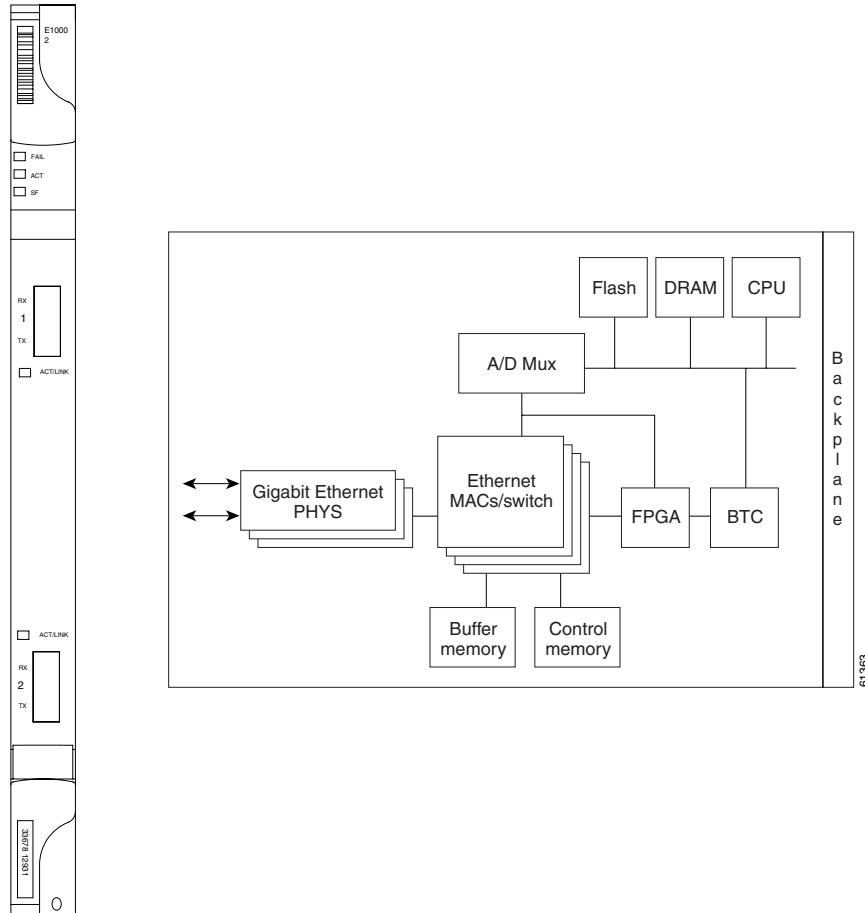 E1000
2
FAIL
ACT
SF
RX
1
TX
ACT/LINK
ACT/LINK
RX
2
TX
33678 12931
Flash
DRAM
CPU
A/D Mux
Gigabit Ethernet
PHYS
Ethernet
MACs/switch
FPGA
BTC
Buffer
memory
Control
memory
Backplane
61363